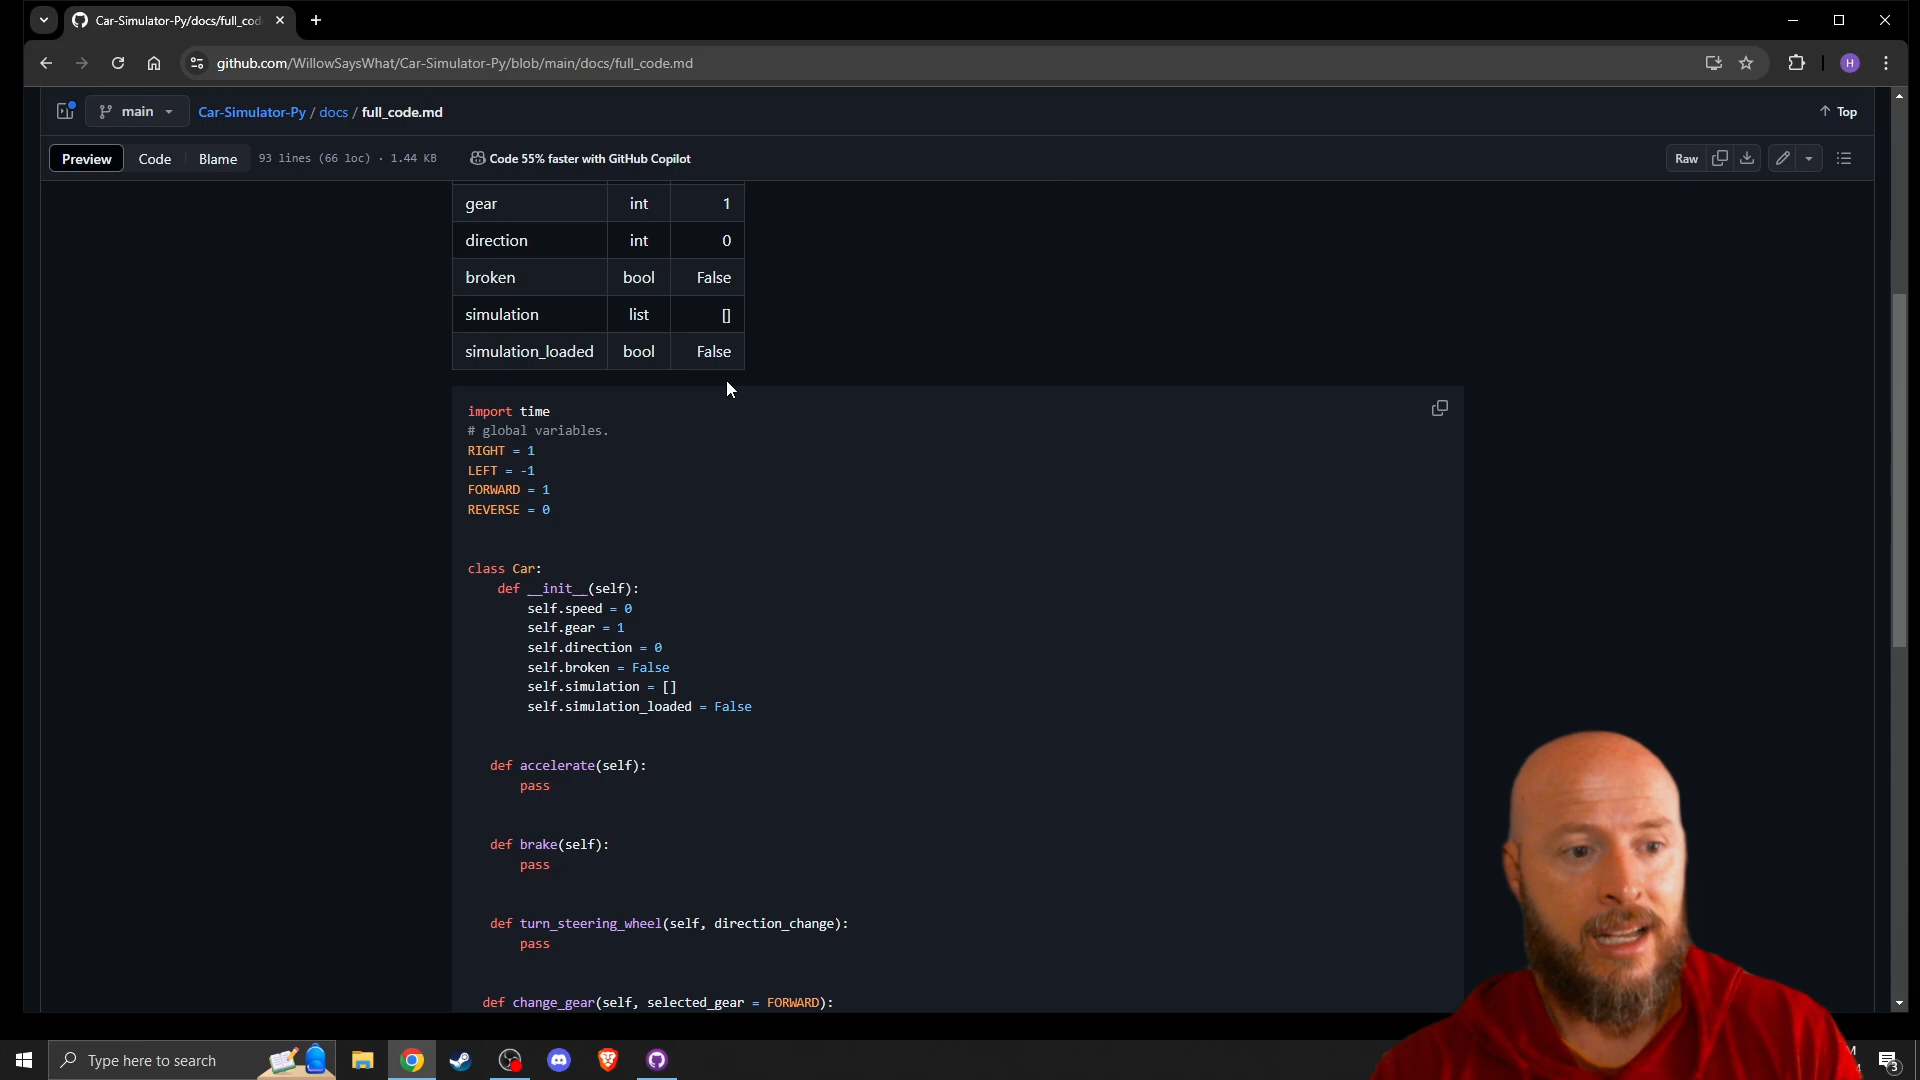 Car-Simulator-Py/docs/full_cod
github.com/WillowSaysWhat/Car-Simulator-Py/blob/main/docs/full_code.md
H
main
Car-Simulator-Py / docs / full_code.md
Top
Preview
Code
Blame
93 lines (66 loc) · 1.44 KB
Code 55% faster with GitHub Copilot
Raw
gear int 1
direction int 0
broken bool False
simulation list []
simulation_loaded bool False
import time
# global variables.
RIGHT = 1
LEFT = -1
FORWARD = 1
REVERSE = 0
class Car:
def __init__(self):
self.speed = 0
self.gear = 1
self.direction = 0
self.broken = False
self.simulation = []
self.simulation_loaded = False
def accelerate(self):
pass
def brake(self):
pass
def turn_steering_wheel(self, direction_change):
pass
def change_gear(self, selected_gear = FORWARD):
Type here to search
3